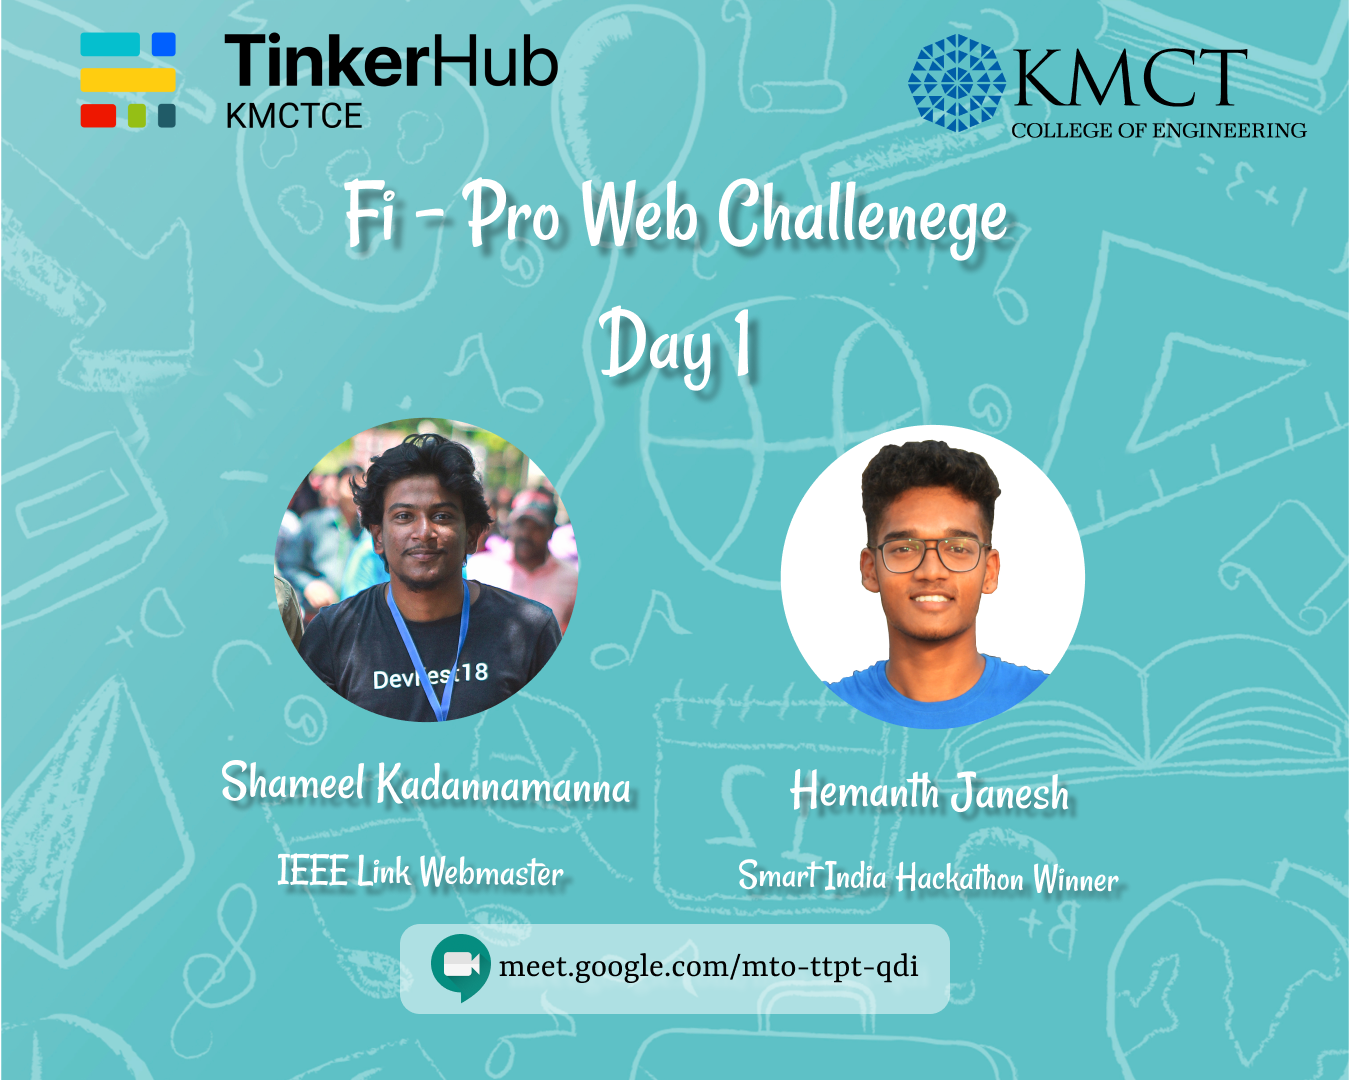 TinkerHub
KMCTCE
KMCT
COLLEGE OF ENGINEERING
Fi - Pro Web Challenege
Day 1
DevFest18
Shameel Kadannamanna
Hemanth Janesh
IEEE Link Webmaster
Smart India Hackathon Winner
meet.google.com/mto-ttpt-qdi